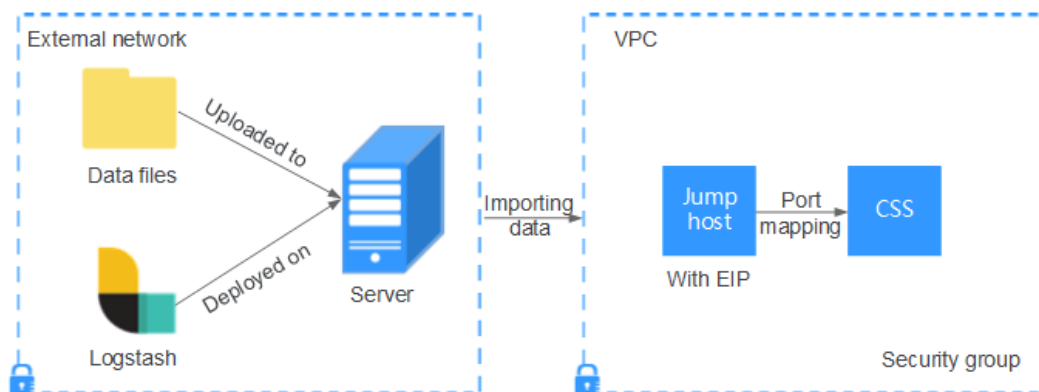 External network
Data files
Uploaded to
Logstash
Deployed on
Server
Importing
data
VPC
Jump
host
With EIP
Port
mapping
CSS
Security group